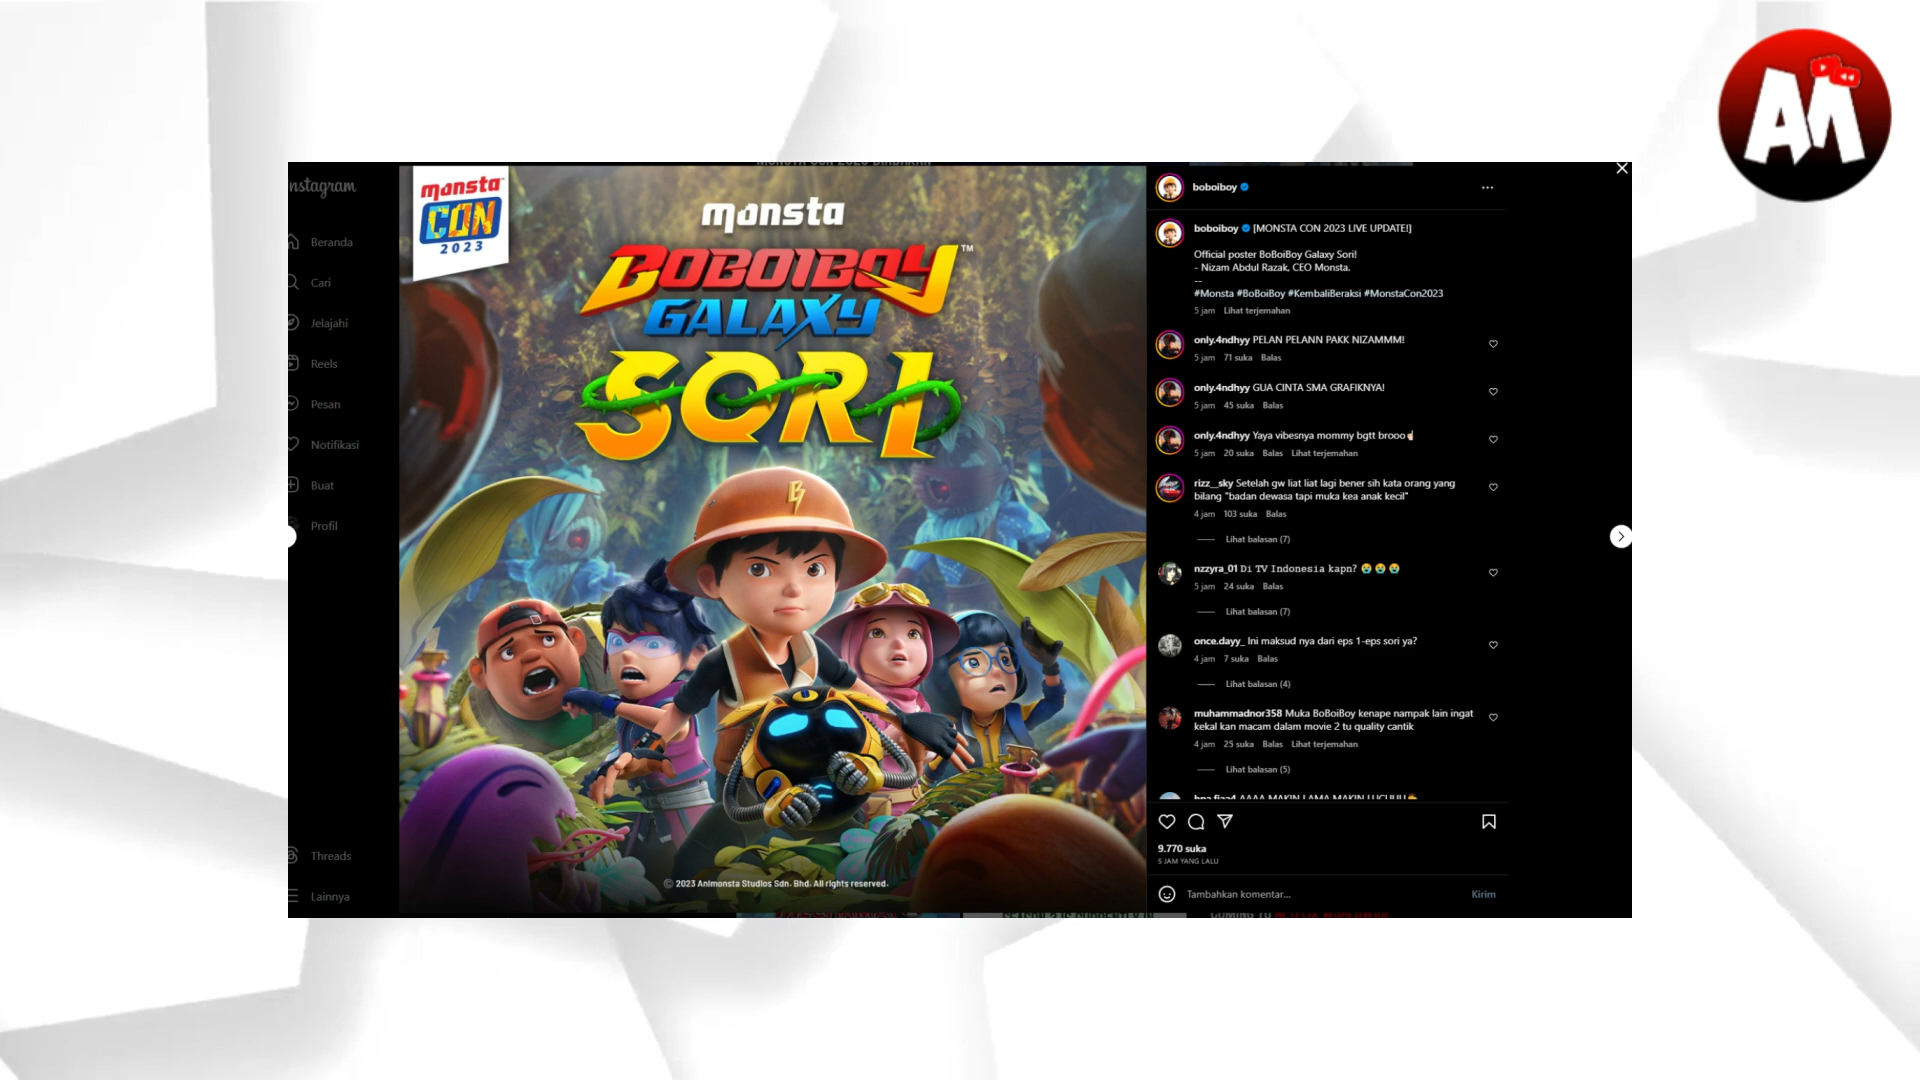 nstagram
Beranda
Cari
Jelajahi
Reels
Pesan
Notifikasi
Buat
Profil
Threads
Lainnya
monsta
CON
2023
monsta
BOBOIBOY™
GALAXY
SORI
B
© 2023 Animonsta Studios Sdn. Bhd. All rights reserved.
boboiboy
boboiboy [MONSTA CON 2023 LIVE UPDATE!]
Official poster BoBoiBoy Galaxy Sori!
- Nizam Abdul Razak, CEO Monsta.
--
#Monsta #BoBoiBoy #KembaliBeraksi #MonstaCon2023
5 jam Lihat terjemahan
only.4ndhyy PELAN PELANN PAKK NIZAMMM!
5 jam 71 suka Balas
only.4ndhyy GUA CINTA SMA GRAFIKNYA!
5 jam 45 suka Balas
only.4ndhyy Yaya vibesnya mommy bgtt brooo☝🏻
5 jam 20 suka Balas Lihat terjemahan
rizz__sky Setelah gw liat liat lagi bener sih kata orang yang
bilang "badan dewasa tapi muka kea anak kecil"
4 jam 103 suka Balas
Lihat balasan (7)
nzzyra_01 Di TV Indonesia kapn? 😭😭😭
5 jam 24 suka Balas
Lihat balasan (7)
once.dayy_ Ini maksud nya dari eps 1-eps sori ya?
4 jam 7 suka Balas
Lihat balasan (4)
muhammadnor358 Muka BoBoiBoy kenape nampak lain ingat
kekal kan macam dalam movie 2 tu quality cantik
4 jam 25 suka Balas Lihat terjemahan
Lihat balasan (5)
AAAA MAKIN LAMA MAKIN LUCUUU
9.770 suka
5 JAM YANG LALU
Tambahkan komentar...
Kirim
AM